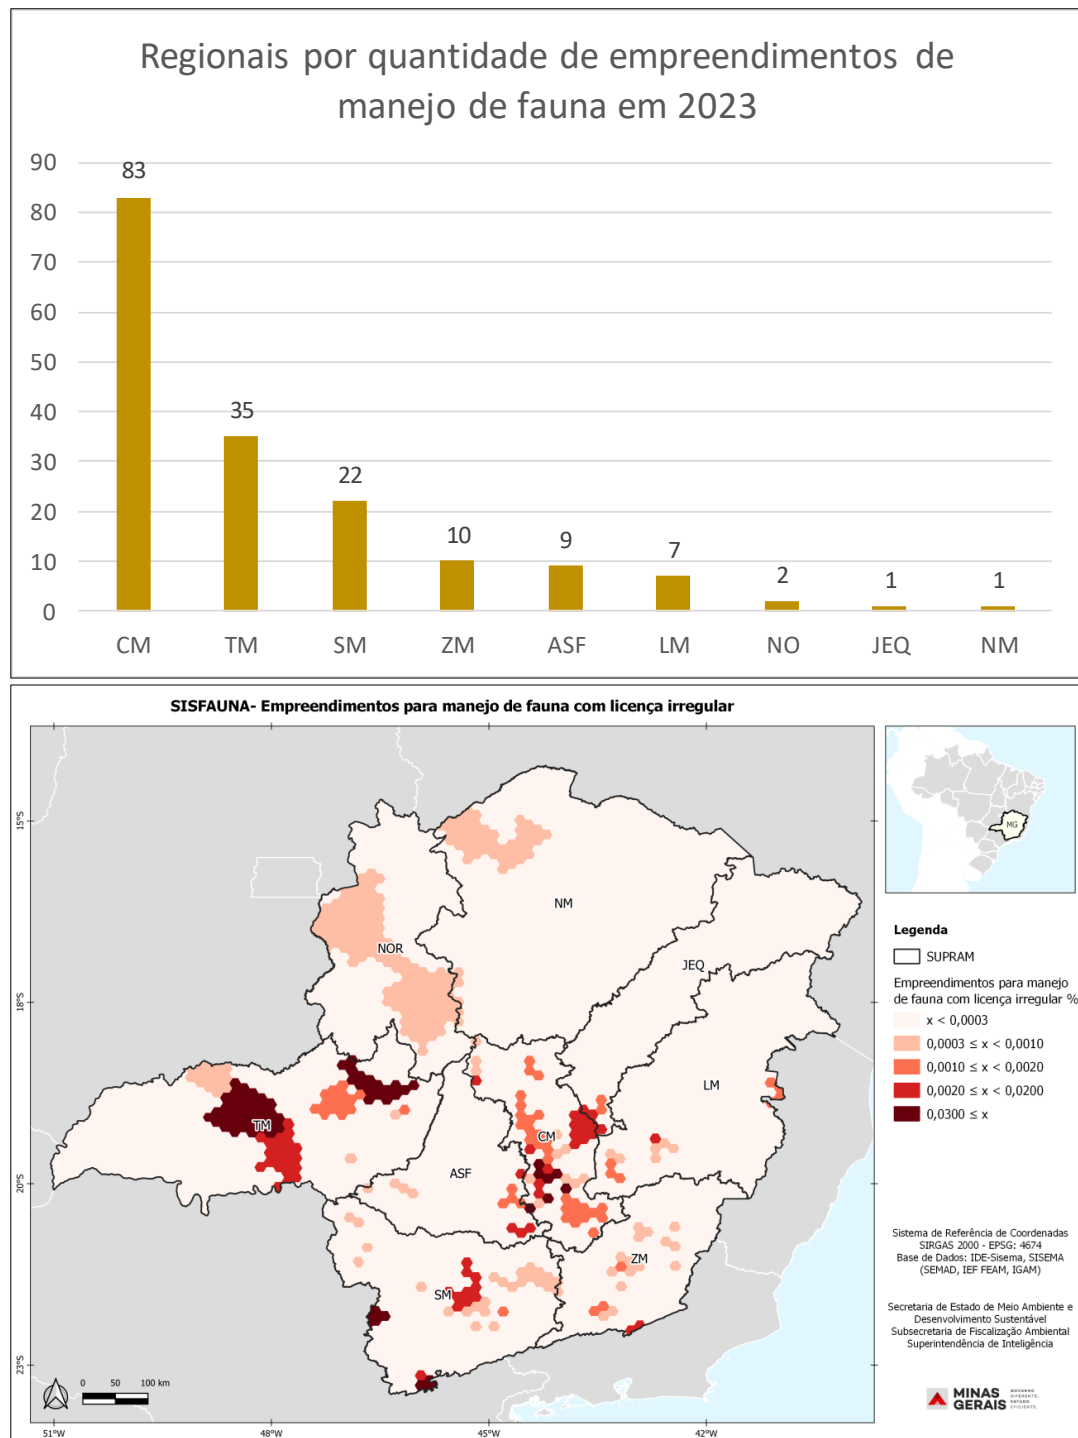 Regionais por quantidade de empreendimentos de
manejo de fauna em 2023
90
80
70
60
50
40
30
20
10
0
83
35
22
10
9
7
2
1
1
CM
TM
SM
ZM
ASF
LM
NO
JEQ
NM
SISFAUNA- Empreendimentos para manejo de fauna com licença irregular
15°S
18°S
20°S
23°S
51°W
48°W
45°W
42°W
NM
NOR
JEQ
LM
TM
CM
ASF
ZM
SM
0 50 100 km
MG
Legenda
SUPRAM
Empreendimentos para manejo
de fauna com licença irregular %
x < 0,0003
0,0003 ≤ x < 0,0010
0,0010 ≤ x < 0,0020
0,0020 ≤ x < 0,0200
0,0300 ≤ x
Sistema de Referência de Coordenadas
SIRGAS 2000 - EPSG: 4674
Base de Dados: IDE-Sisema, SISEMA
(SEMAD, IEF FEAM, IGAM)
Secretaria de Estado de Meio Ambiente e
Desenvolvimento Sustentável
Subsecretaria de Fiscalização Ambiental
Superintendência de Inteligência
MINAS
GERAIS
GOVERNO
DIFERENTE.
ESTADO
EFICIENTE.